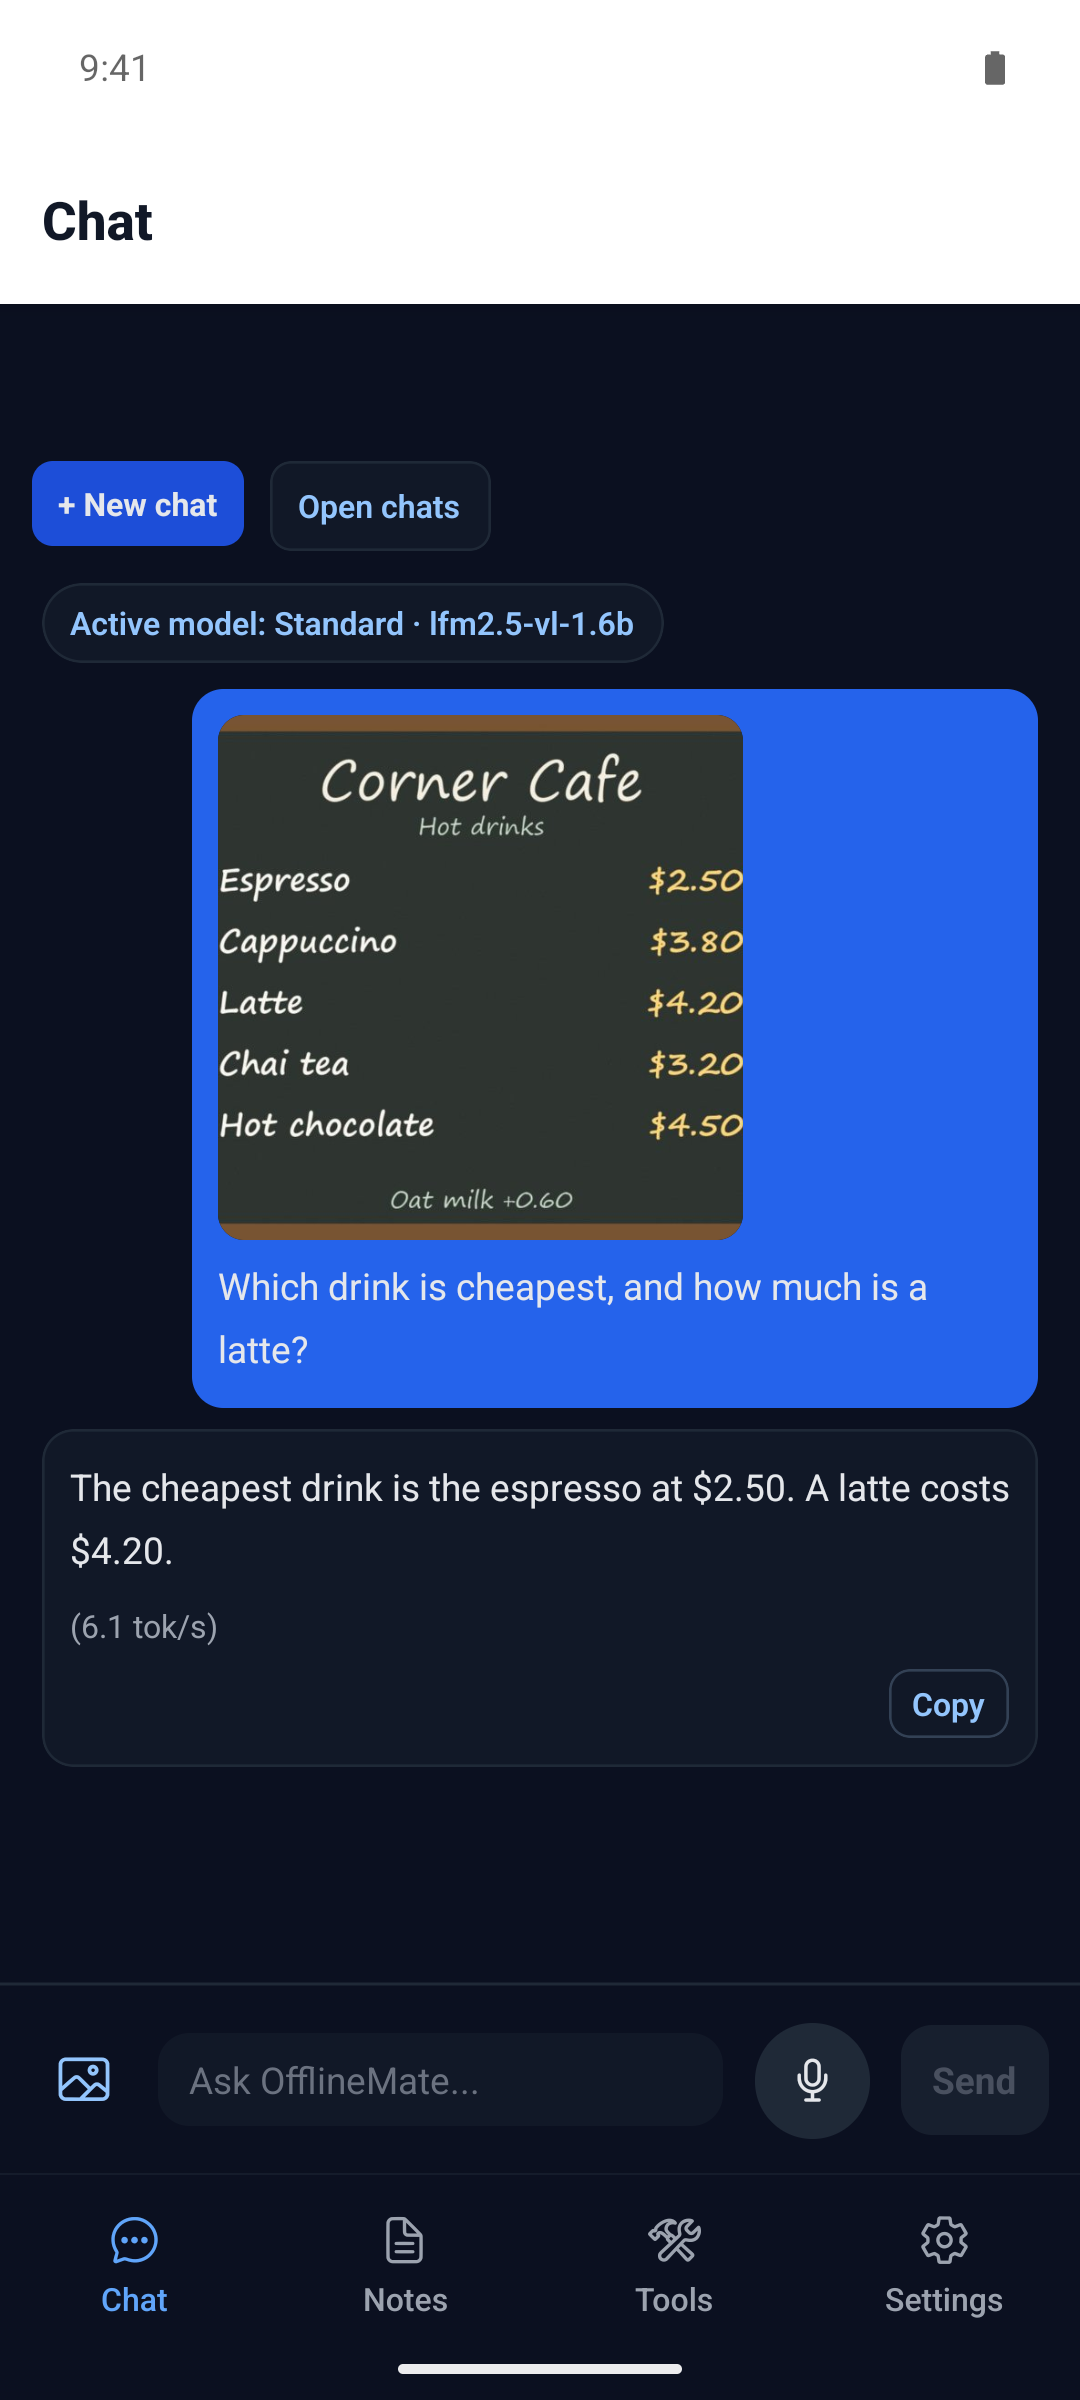 9:41
Chat
+ New chat
Open chats
Active model: Standard · lfm2.5-vl-1.6b
Corner Cafe
Hot drinks
Espresso $2.50
Cappuccino $3.80
Latte $4.20
Chai tea $3.20
Hot chocolate $4.50
Oat milk +0.60
Which drink is cheapest, and how much is a
latte?
The cheapest drink is the espresso at $2.50. A latte costs
$4.20.
(6.1 tok/s)
Copy
Ask OfflineMate...
Send
Chat
Notes
Tools
Settings